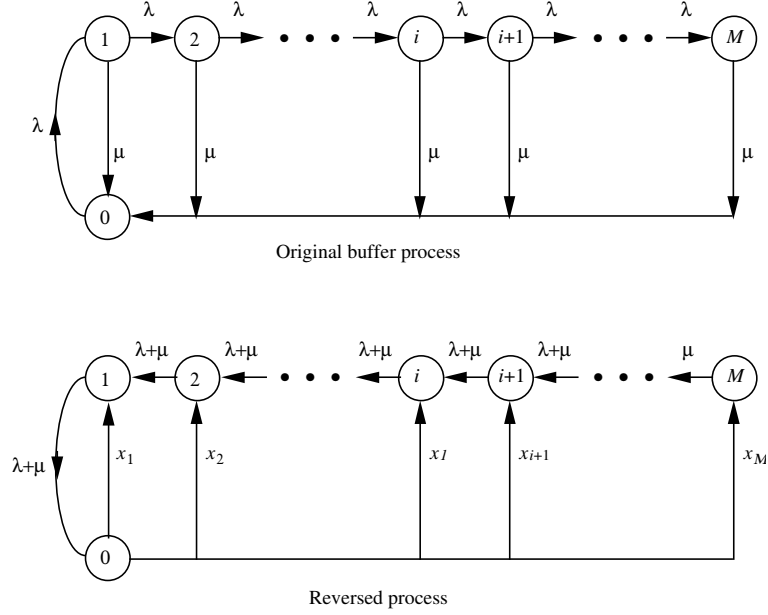 λ λ λ λ λ λ
1 2 i i+1 M
λ μ μ μ μ μ
0
Original buffer process
λ+μ λ+μ λ+μ λ+μ λ+μ μ
1 2 i i+1 M
λ+μ x1 x2 xI xi+1 xM
0
Reversed process